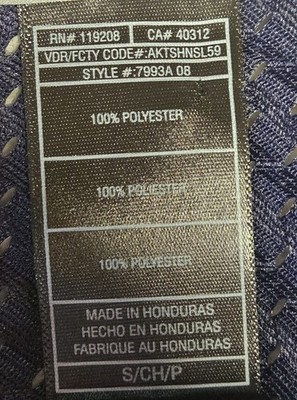 RN# 119208 CA# 40312
VDR/FCTY CODE#:AKTSHNSL59
STYLE #:7993A 08
100% POLYESTER
100% POLIESTER
100% POLYESTER
MADE IN HONDURAS
HECHO EN HONDURAS
FABRIQUE AU HONDURAS
S/CH/P